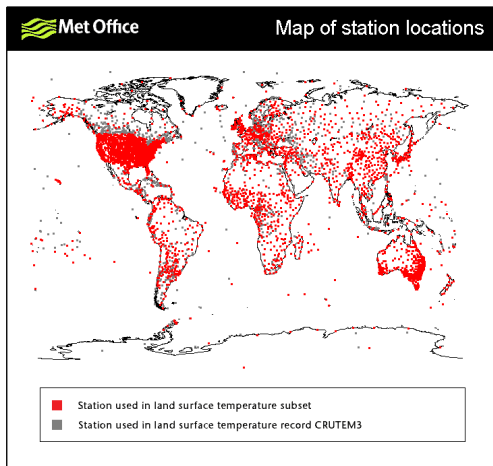 Met Office
Map of station locations
Station used in land surface temperature subset
Station used in land surface temperature record CRUTEM3